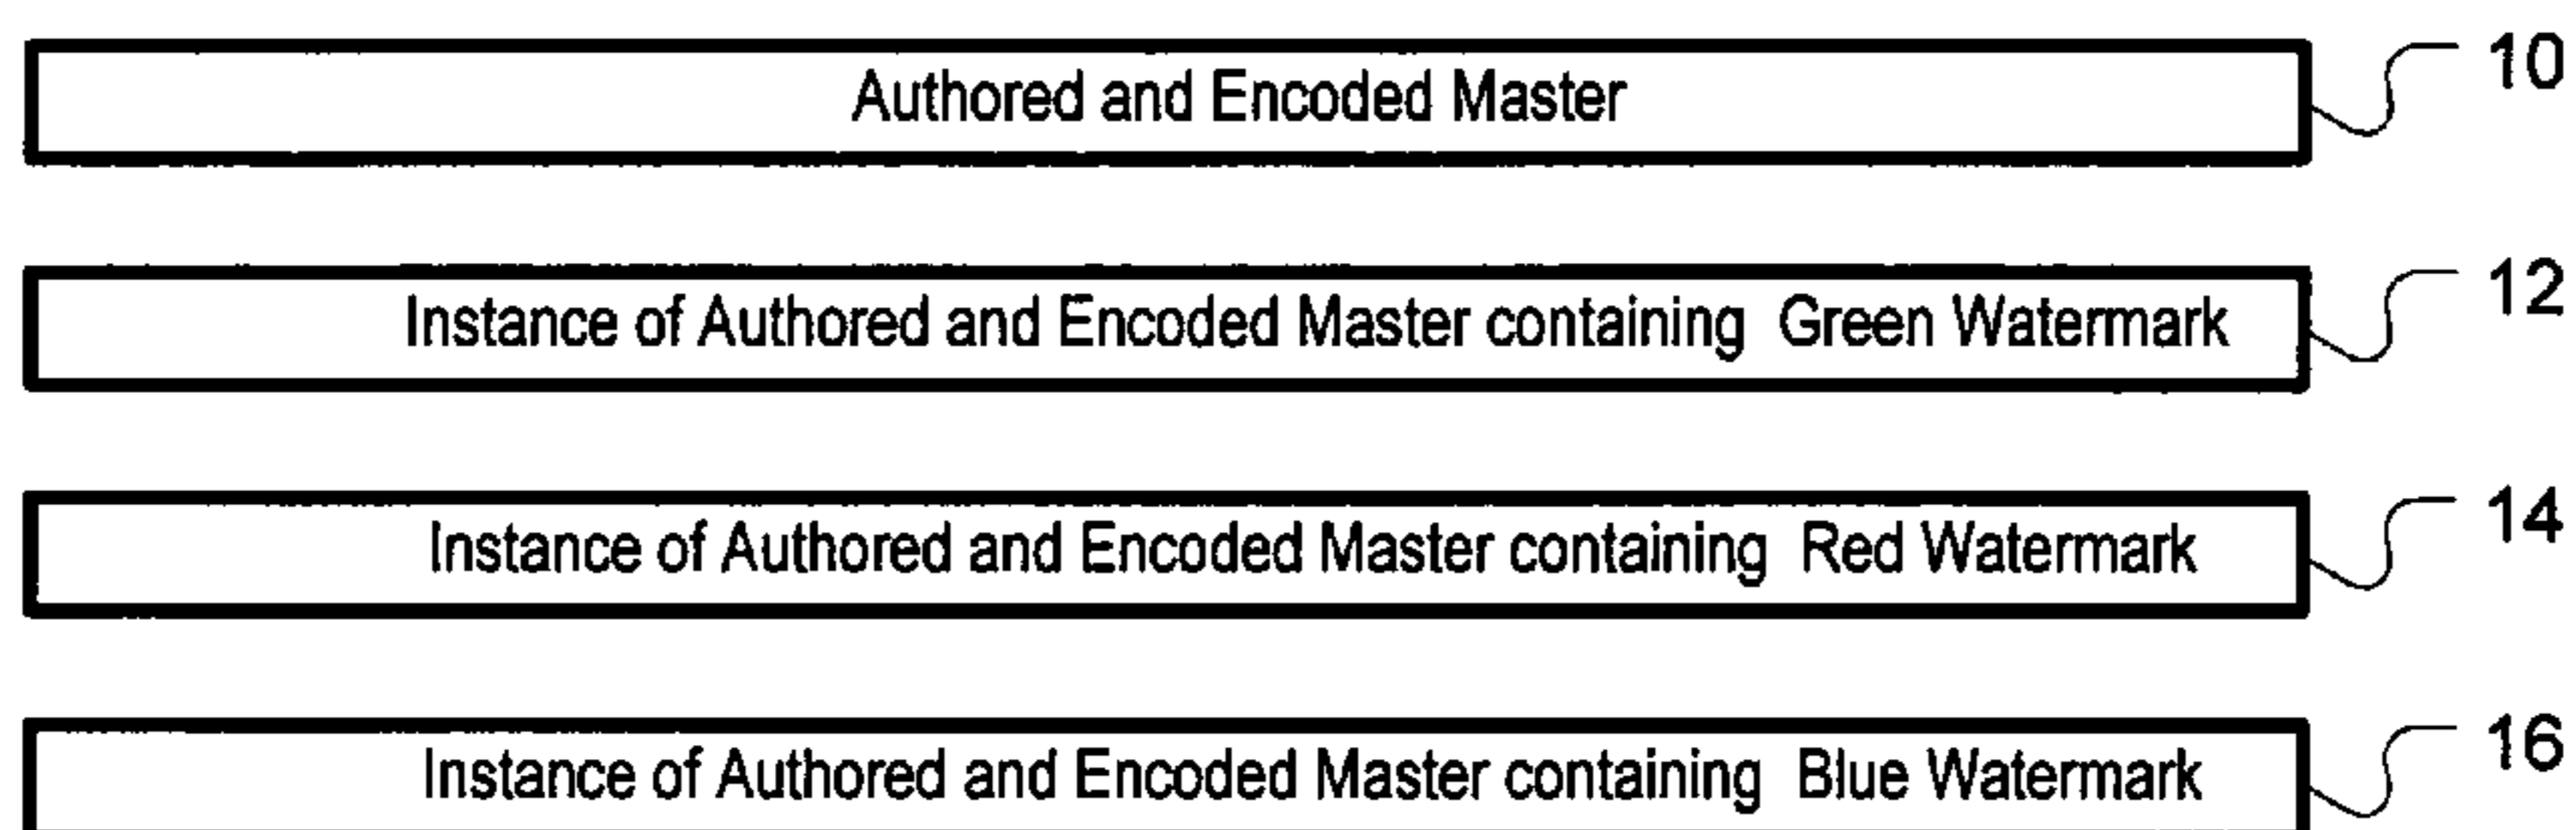 Authored and Encoded Master 10
Instance of Authored and Encoded Master containing Green Watermark 12
Instance of Authored and Encoded Master containing Red Watermark 14
Instance of Authored and Encoded Master containing Blue Watermark 16